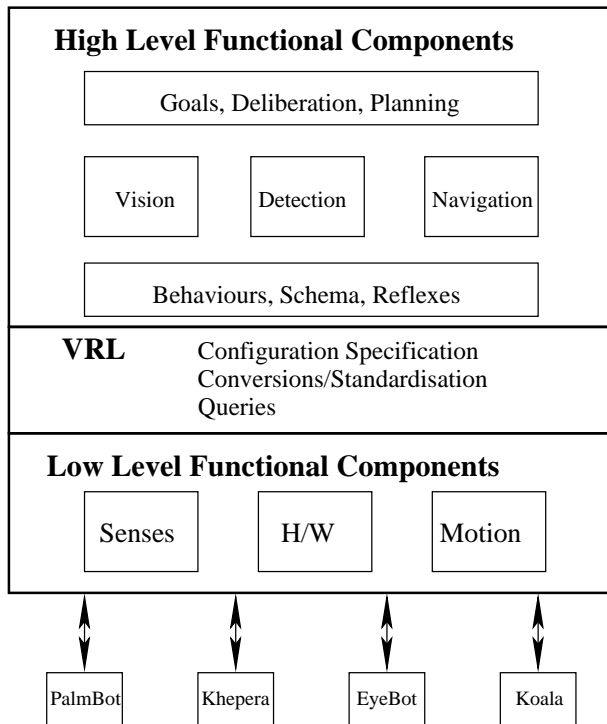 High Level Functional Components
Goals, Deliberation, Planning
Vision
Detection
Navigation
Behaviours, Schema, Reflexes
VRL
Configuration Specification
Conversions/Standardisation
Queries
Low Level Functional Components
Senses
H/W
Motion
PalmBot
Khepera
EyeBot
Koala